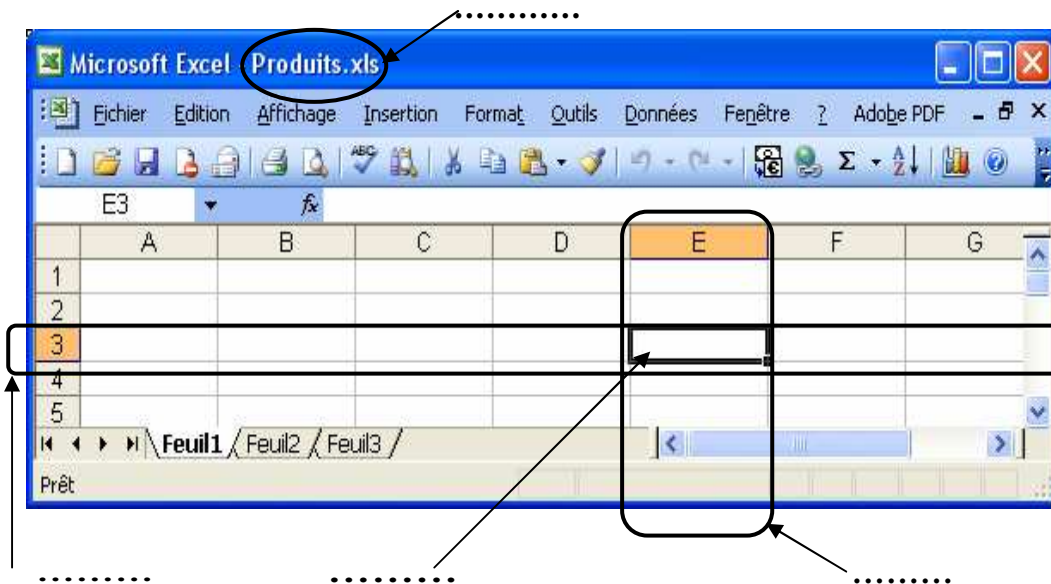 ............
Microsoft Excel - Produits.xls
Fichier Edition Affichage Insertion Format Outils Données Fenêtre ? Adobe PDF
ABC Σ A Z
E3 fx
A B C D E F G
1
2
3
4
5
Feuil1 Feuil2 Feuil3
Prêt
......... ......... .........